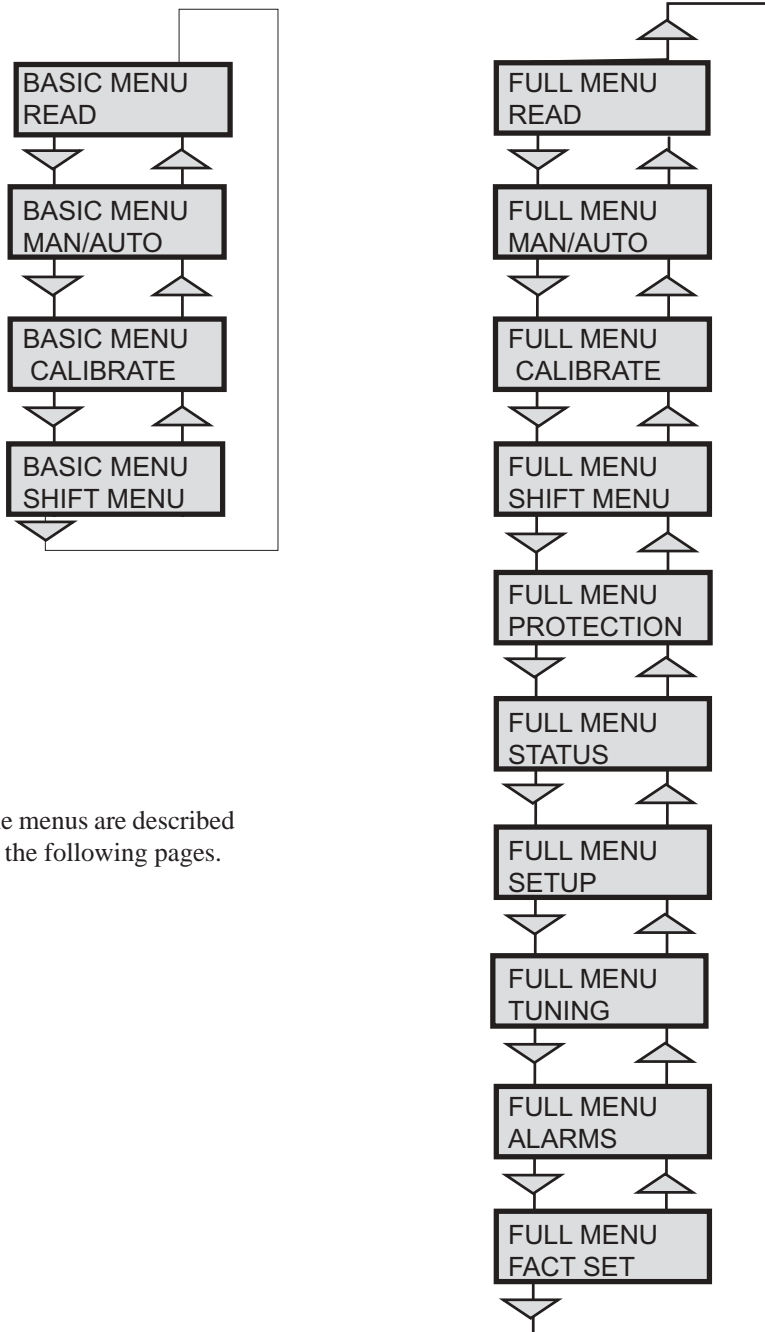 BASIC MENU
READ
BASIC MENU
MAN/AUTO
BASIC MENU
CALIBRATE
BASIC MENU
SHIFT MENU
menus are described
the following pages.
FULL MENU
READ
FULL MENU
MAN/AUTO
FULL MENU
CALIBRATE
FULL MENU
SHIFT MENU
FULL MENU
PROTECTION
FULL MENU
STATUS
FULL MENU
SETUP
FULL MENU
TUNING
FULL MENU
ALARMS
FULL MENU
FACT SET